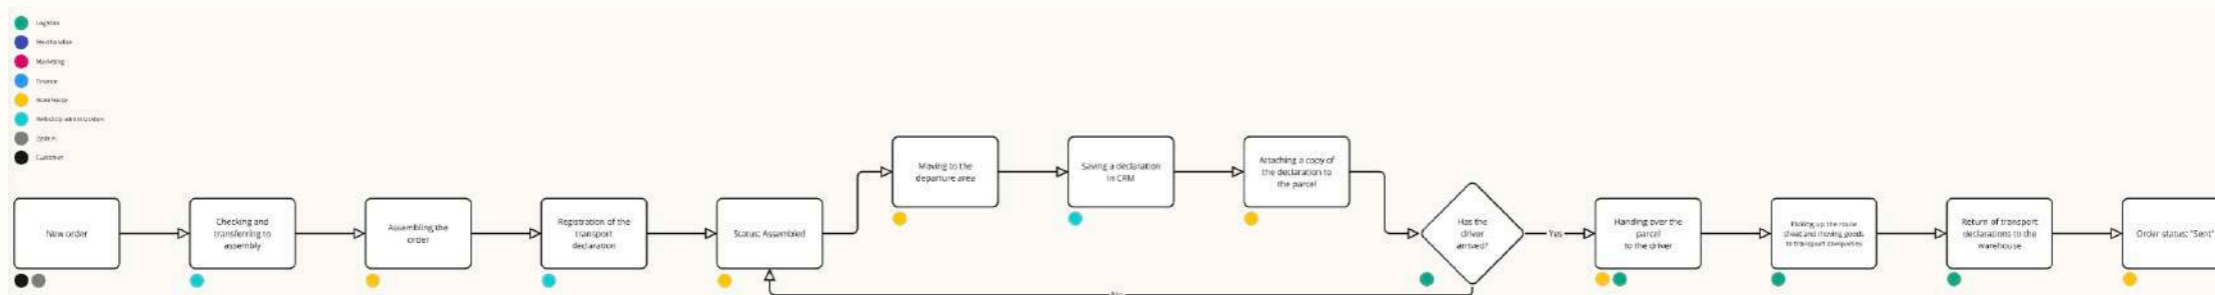 Logistics
Merchandise
Marketing
Finance
Warehouse
System
Customer
New order
Checking and
transferring to
assembly
Assembling the
order
Registration of the
transport
declaration
Status: Assembled
Moving to the
departure area
Saving a declaration
in CRM
Attaching a copy of
the declaration to
the parcel
Has the
driver
arrived?
Yes
No
Handing over the
parcel
to the driver
Picking up the route
sheet and moving goods
to transport companies
Return of transport
declarations to the
warehouse
Order status: "Sent"